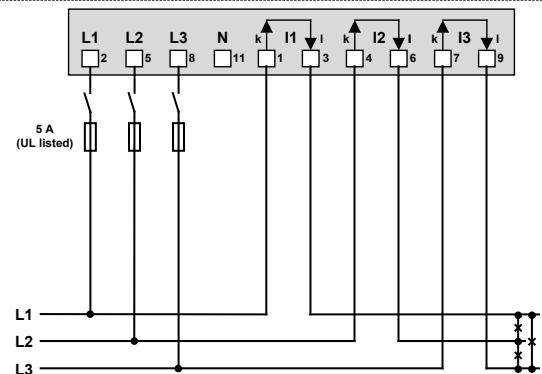 L1 L2 L3 N k I1 l k I2 l k I3 l
2 5 8 11 1 3 4 6 7 9
5 A
(UL listed)
L1
L2
L3